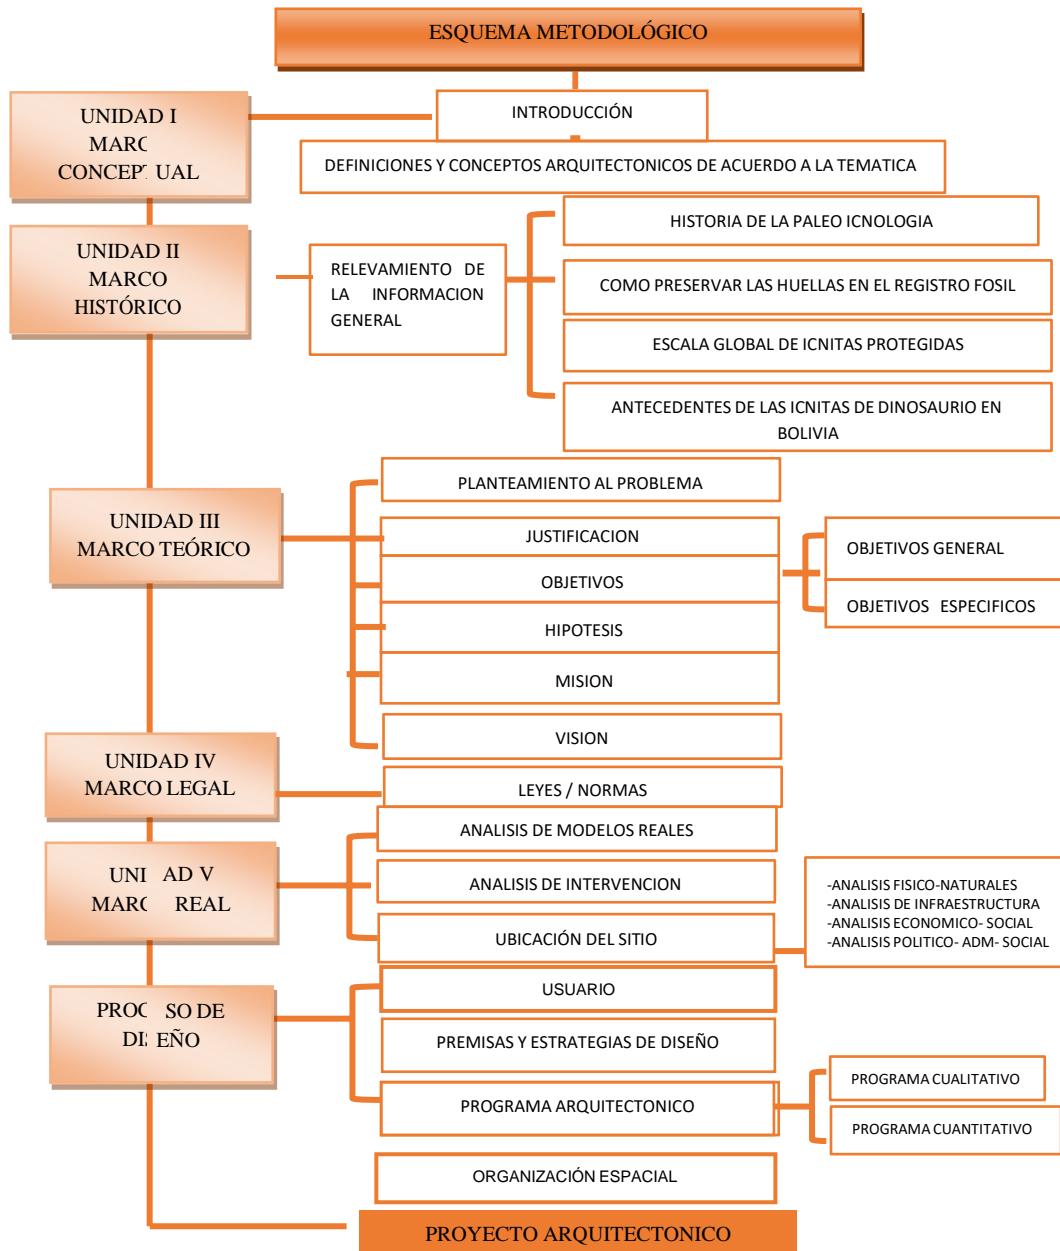 ESQUEMA METODOLÓGICO
UNIDAD I
MARC
CONCEPT UAL
INTRODUCCIÓN
DEFINICIONES Y CONCEPTOS ARQUITECTONICOS DE ACUERDO A LA TEMATICA
UNIDAD II
MARCO
HISTÓRICO
RELEVAMIENTO DE
LA INFORMACION
GENERAL
HISTORIA DE LA PALEO ICNOLOGIA
COMO PRESERVAR LAS HUELLAS EN EL REGISTRO FOSIL
ESCALA GLOBAL DE ICNITAS PROTEGIDAS
ANTECEDENTES DE LAS ICNITAS DE DINOSAURIO EN
BOLIVIA
UNIDAD III
MARCO TEÓRICO
PLANTEAMIENTO AL PROBLEMA
JUSTIFICACION
OBJETIVOS
OBJETIVOS GENERAL
OBJETIVOS ESPECIFICOS
HIPOTESIS
MISION
VISION
UNIDAD IV
MARCO LEGAL
LEYES / NORMAS
UNI AD V
MARC REAL
ANALISIS DE MODELOS REALES
ANALISIS DE INTERVENCION
UBICACIÓN DEL SITIO
-ANALISIS FISICO-NATURALES
-ANALISIS DE INFRAESTRUCTURA
-ANALISIS ECONOMICO- SOCIAL
-ANALISIS POLITICO- ADM- SOCIAL
PROC SO DE
DIS EÑO
USUARIO
PREMISAS Y ESTRATEGIAS DE DISEÑO
PROGRAMA ARQUITECTONICO
PROGRAMA CUALITATIVO
PROGRAMA CUANTITATIVO
ORGANIZACIÓN ESPACIAL
PROYECTO ARQUITECTONICO